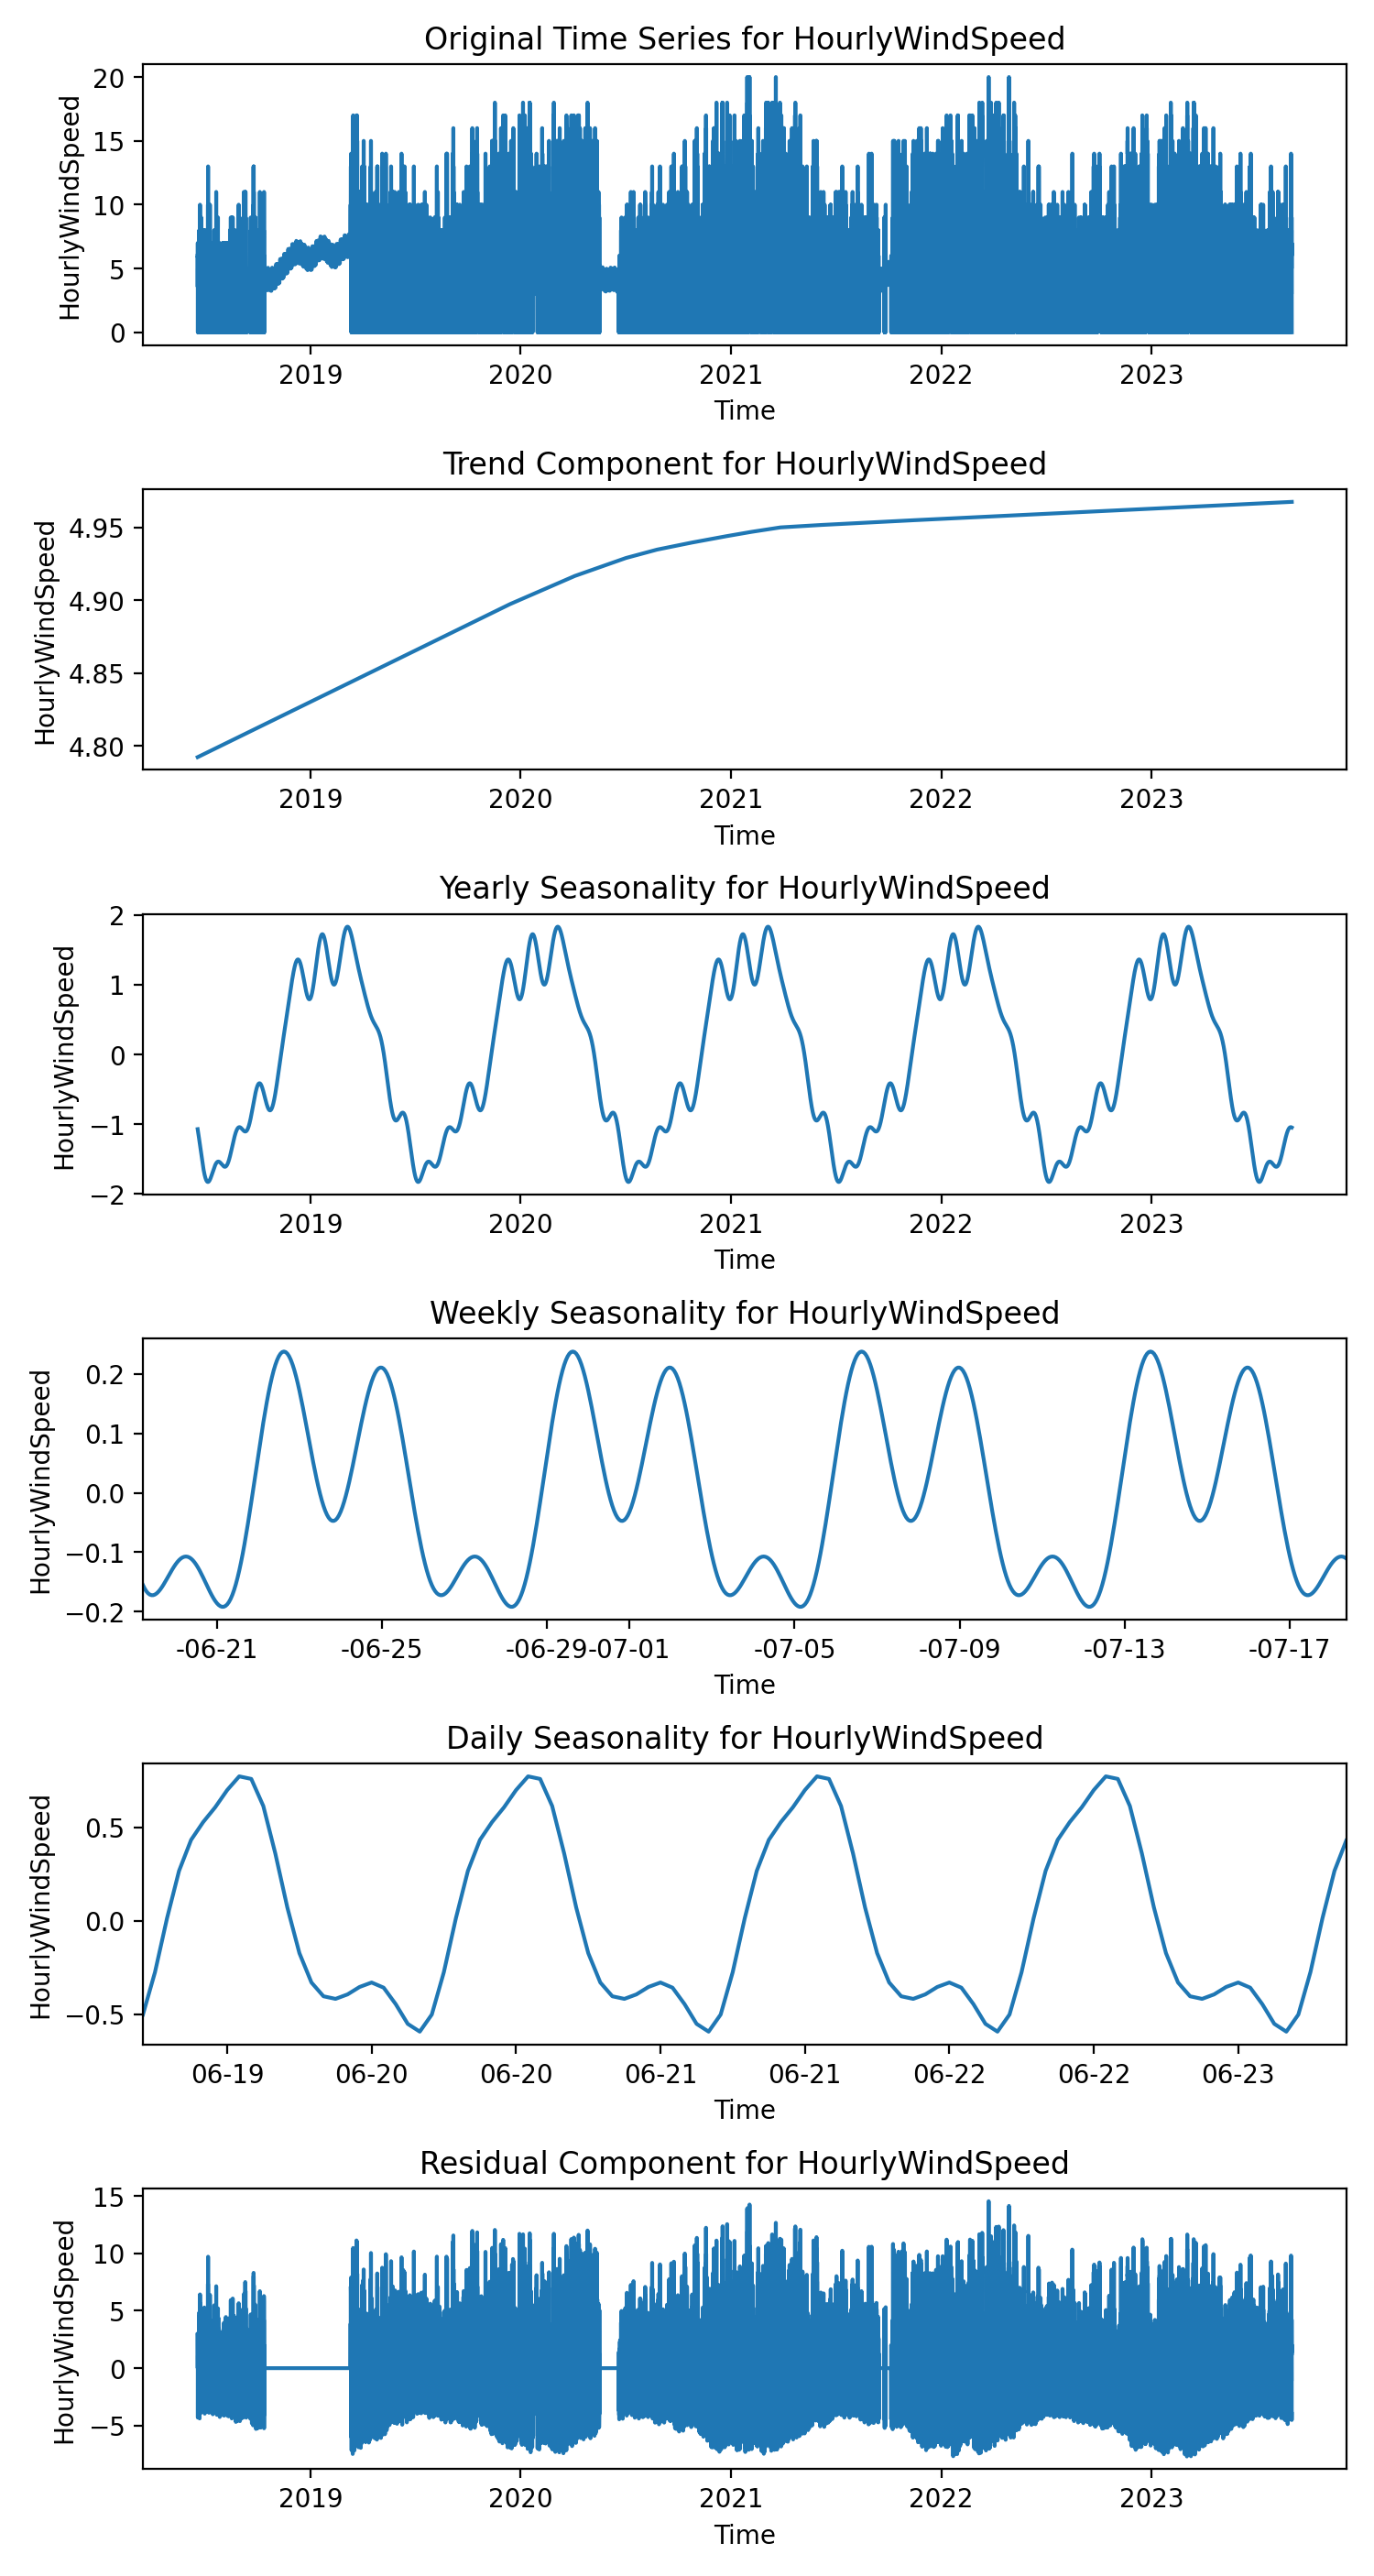 Original Time Series for HourlyWindSpeed
HourlyWindSpeed
20
15
10
5
0
2019 2020 2021 2022 2023
Time
Trend Component for HourlyWindSpeed
HourlyWindSpeed
4.95
4.90
4.85
4.80
2019 2020 2021 2022 2023
Time
Yearly Seasonality for HourlyWindSpeed
HourlyWindSpeed
2
1
0
−1
−2
2019 2020 2021 2022 2023
Time
Weekly Seasonality for HourlyWindSpeed
HourlyWindSpeed
0.2
0.1
0.0
−0.1
−0.2
-06-21 -06-25 -06-29 -07-01 -07-05 -07-09 -07-13 -07-17
Time
Daily Seasonality for HourlyWindSpeed
HourlyWindSpeed
0.5
0.0
−0.5
06-19 06-20 06-20 06-21 06-21 06-22 06-22 06-23
Time
Residual Component for HourlyWindSpeed
HourlyWindSpeed
15
10
5
0
−5
2019 2020 2021 2022 2023
Time